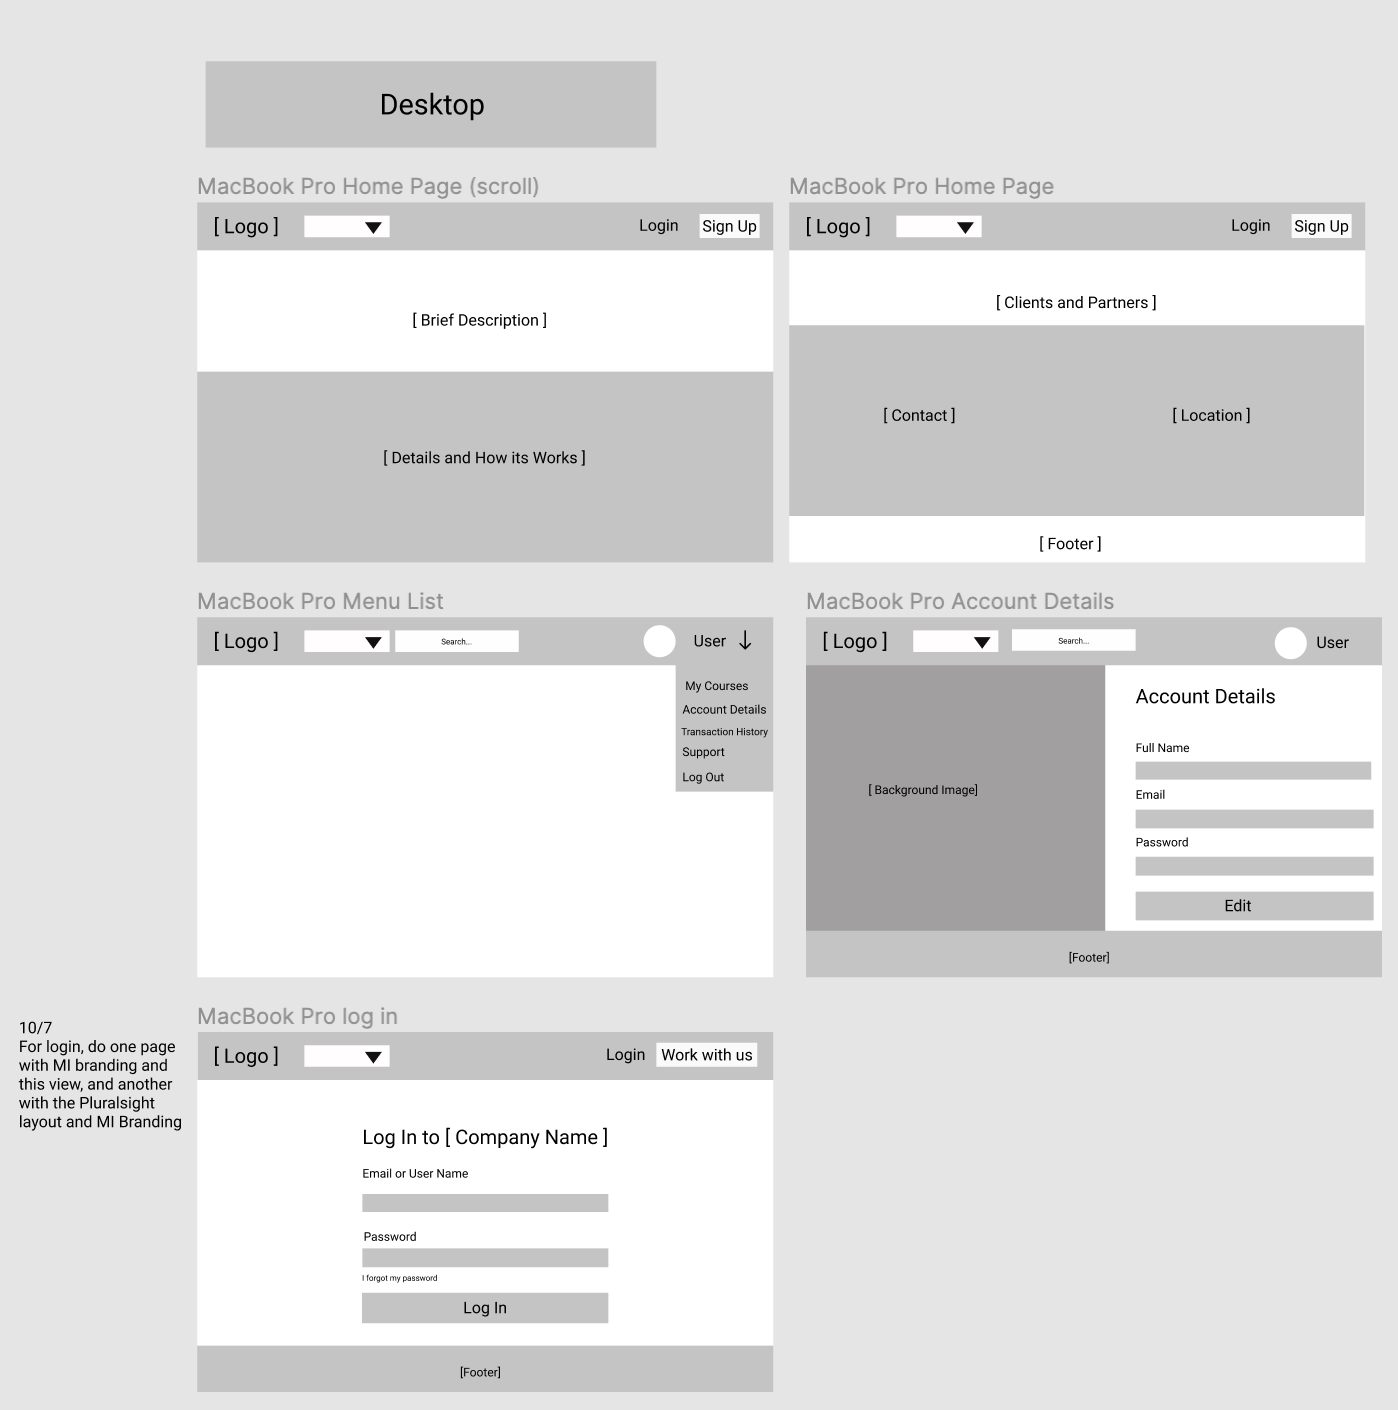 Desktop
MacBook Pro Home Page (scroll)
[ Logo ]
Login
Sign Up
[ Brief Description ]
[ Details and How its Works ]
MacBook Pro Home Page
[ Logo ]
Login
Sign Up
[ Clients and Partners ]
[ Contact ]
[ Location ]
[ Footer ]
MacBook Pro Menu List
[ Logo ]
Search...
User
My Courses
Account Details
Transaction History
Support
Log Out
MacBook Pro Account Details
[ Logo ]
Search...
User
[ Background Image]
Account Details
Full Name
Email
Password
Edit
[Footer]
10/7
For login, do one page
with MI branding and
this view, and another
with the Pluralsight
layout and MI Branding
MacBook Pro log in
[ Logo ]
Login
Work with us
Log In to [ Company Name ]
Email or User Name
Password
I forgot my password
Log In
[Footer]